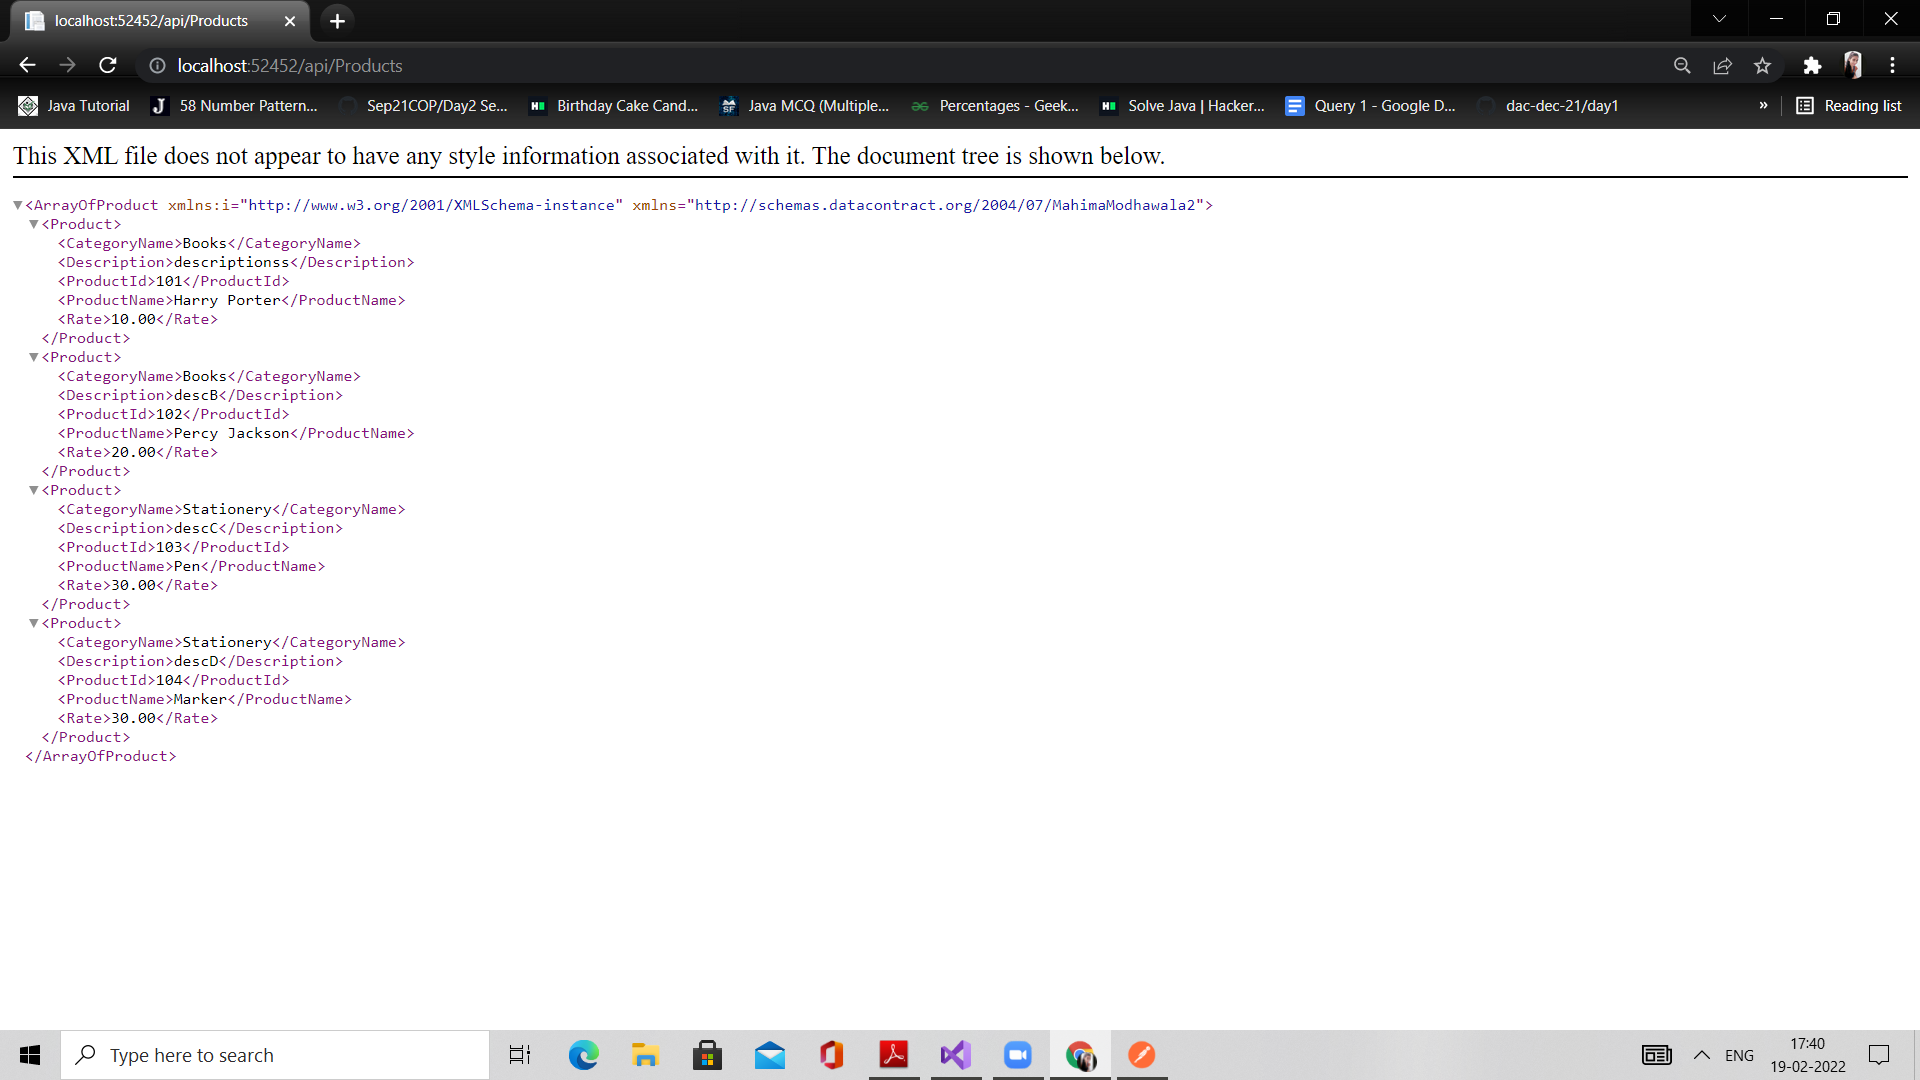 localhost:52452/api/Products
localhost:52452/api/Products
Java Tutorial
58 Number Pattern...
Sep21COP/Day2 Se...
Birthday Cake Cand...
Java MCQ (Multiple...
Percentages - Geek...
Solve Java | Hacker...
Query 1 - Google D...
dac-dec-21/day1
»
Reading list
This XML file does not appear to have any style information associated with it. The document tree is shown below.
<ArrayOfProduct xmlns:i="http://www.w3.org/2001/XMLSchema-instance" xmlns="http://schemas.datacontract.org/2004/07/MahimaModhawala2">
<Product>
<CategoryName>Books</CategoryName>
<Description>descriptionss</Description>
<ProductId>101</ProductId>
<ProductName>Harry Porter</ProductName>
<Rate>10.00</Rate>
</Product>
<Product>
<CategoryName>Books</CategoryName>
<Description>descB</Description>
<ProductId>102</ProductId>
<ProductName>Percy Jackson</ProductName>
<Rate>20.00</Rate>
</Product>
<Product>
<CategoryName>Stationery</CategoryName>
<Description>descC</Description>
<ProductId>103</ProductId>
<ProductName>Pen</ProductName>
<Rate>30.00</Rate>
</Product>
<Product>
<CategoryName>Stationery</CategoryName>
<Description>descD</Description>
<ProductId>104</ProductId>
<ProductName>Marker</ProductName>
<Rate>30.00</Rate>
</Product>
</ArrayOfProduct>
Type here to search
ENG
17:40
19-02-2022